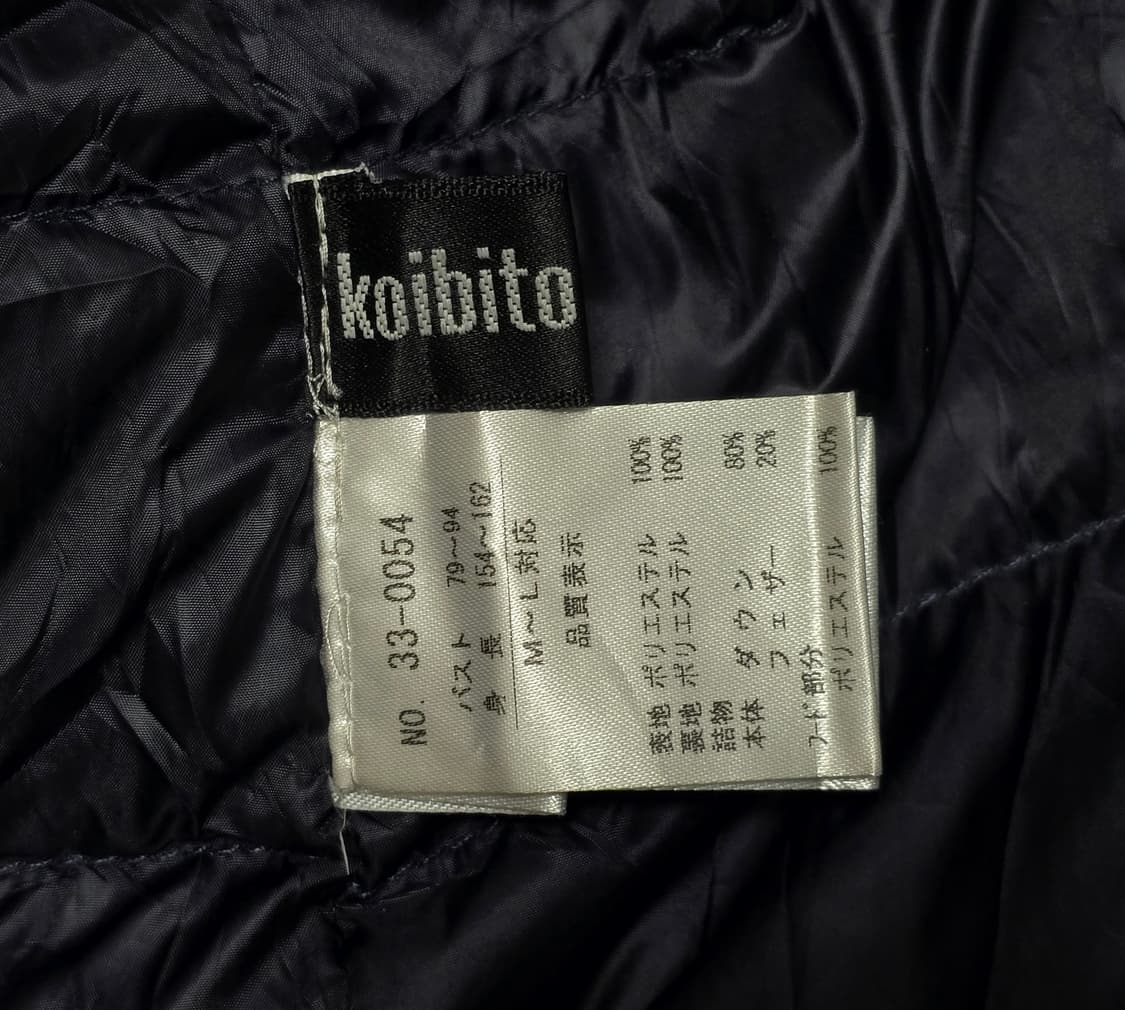 koibito
NO. 33-0054
バスト 79~94
身 長 154~162
M~L対応
品質表示
表地 ポリエステル 100%
裏地 ポリエステル 100%
詰物
本体 ダウン 80%
フェザー 20%
フード部分
ポリエステル 100%